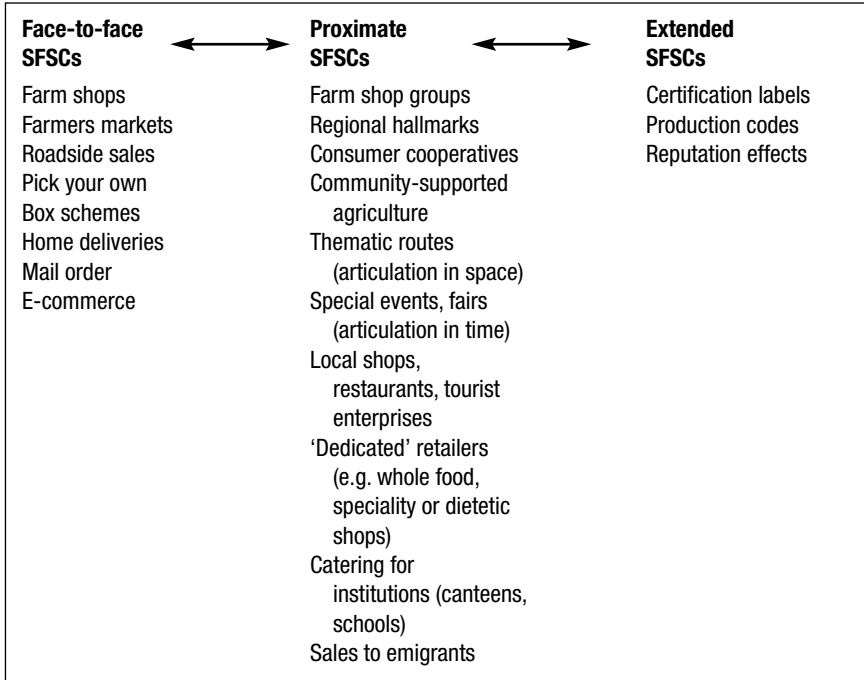 Face-to-face
SFSCs
Farm shops
Farmers markets
Roadside sales
Pick your own
Box schemes
Home deliveries
Mail order
E-commerce
Proximate
SFSCs
Farm shop groups
Regional hallmarks
Consumer cooperatives
Community-supported
agriculture
Thematic routes
(articulation in space)
Special events, fairs
(articulation in time)
Local shops,
restaurants, tourist
enterprises
‘Dedicated’ retailers
(e.g. whole food,
speciality or dietetic
shops)
Catering for
institutions (canteens,
schools)
Sales to emigrants
Extended
SFSCs
Certification labels
Production codes
Reputation effects